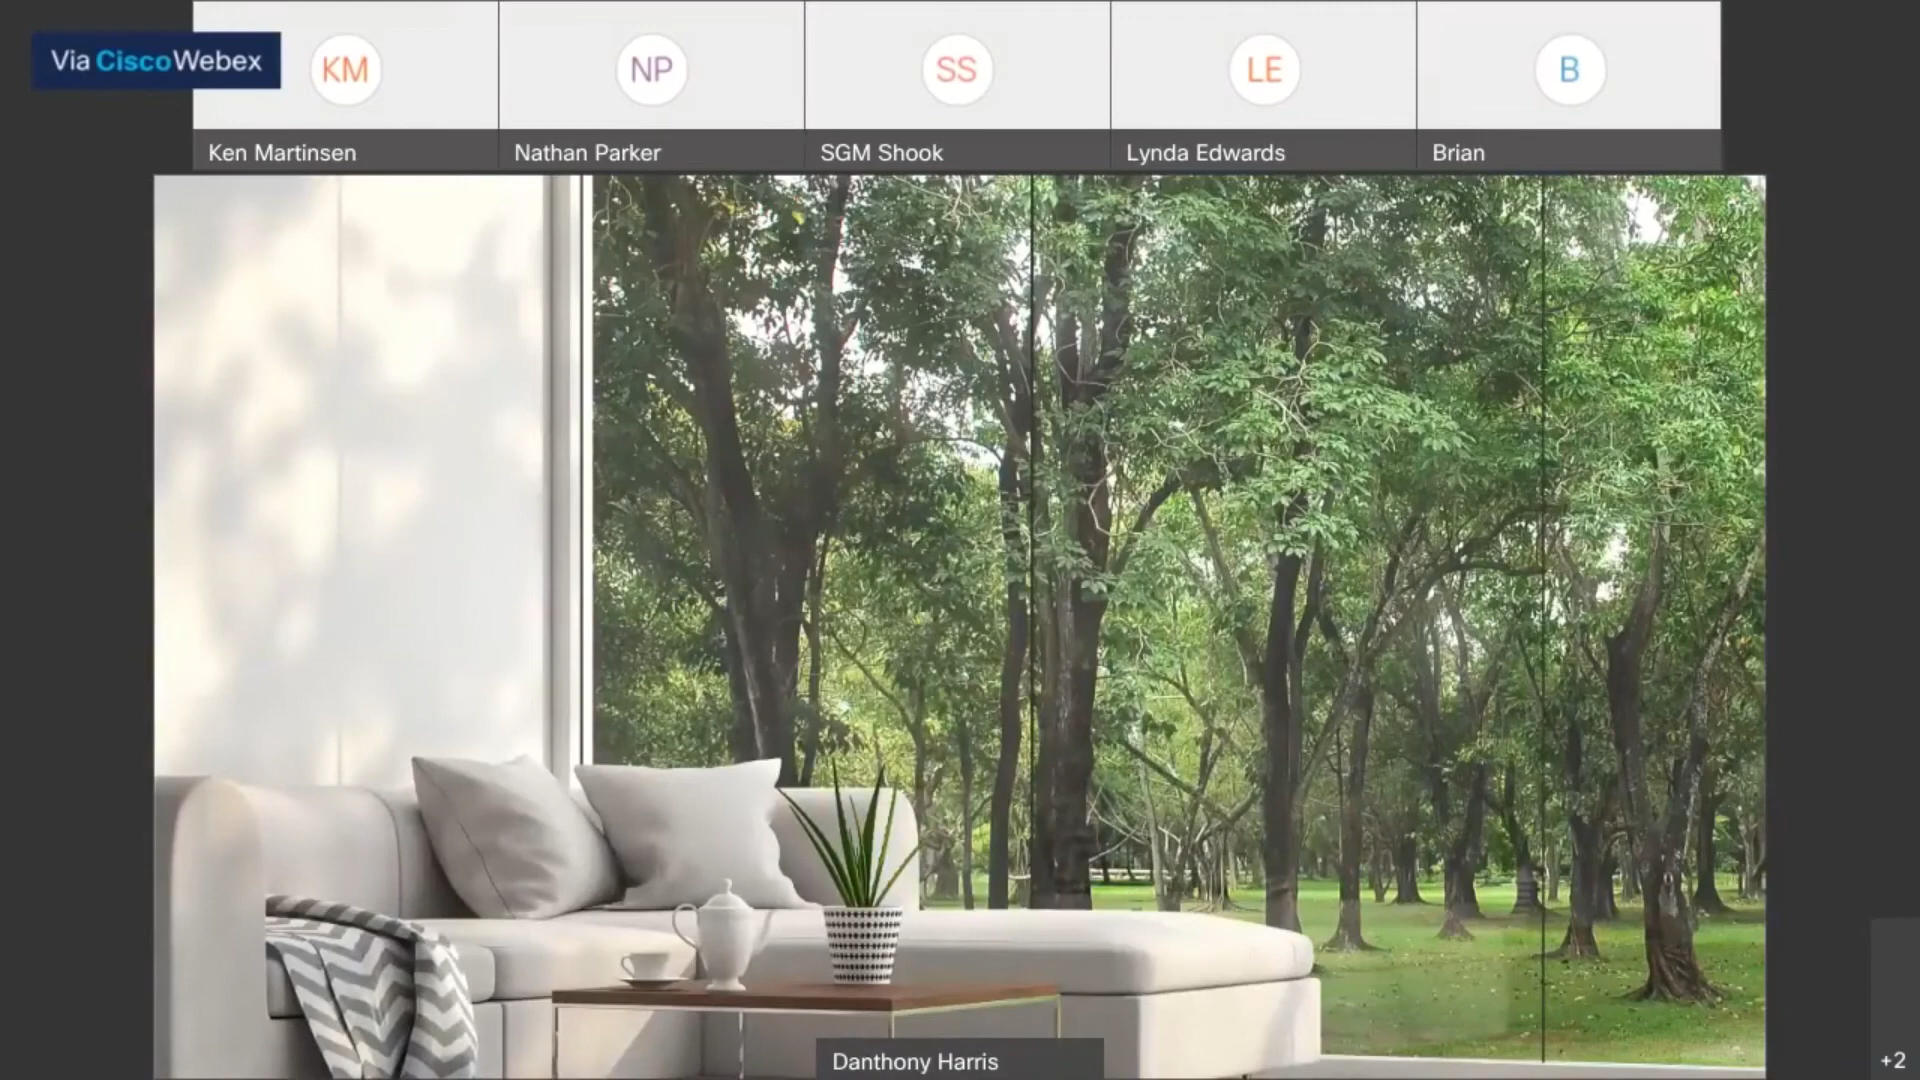 Via CiscoWebex
KM
NP
SS
LE
B
Ken Martinsen
Nathan Parker
SGM Shook
Lynda Edwards
Brian
Danthony Harris
+2